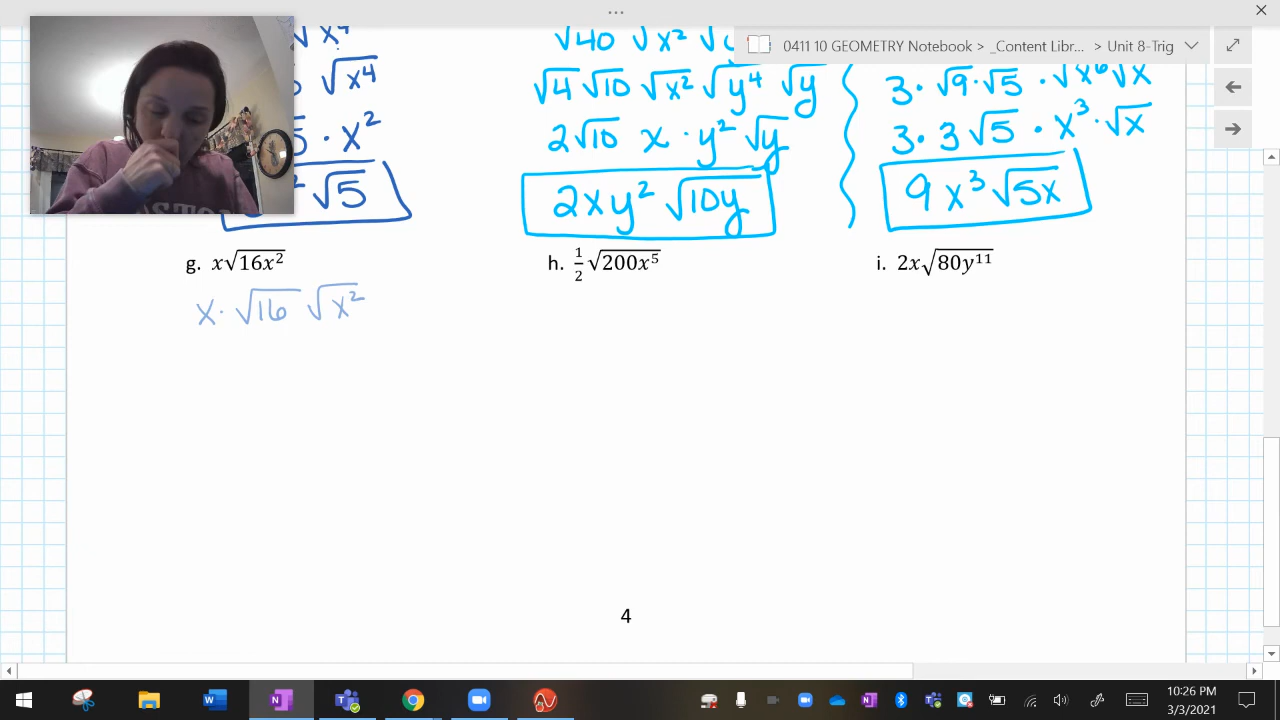 0411 10 GEOMETRY Notebook > _Content Libr... > Unit 8-Trig
√x⁴
√40 √x² √
√x⁴
√4 √10 √x² √y⁴ √y
3 · √9 · √5 · √x⁶ √x
5 · x²
2√10 x · y² √y
3 · 3√5 · x³ · √x
² √5
2xy² √10y
9x³ √5x
g. x√16x²
h. 1/2 √200x⁵
i. 2x√80y¹¹
x · √16 √x²
4
10:26 PM
3/3/2021